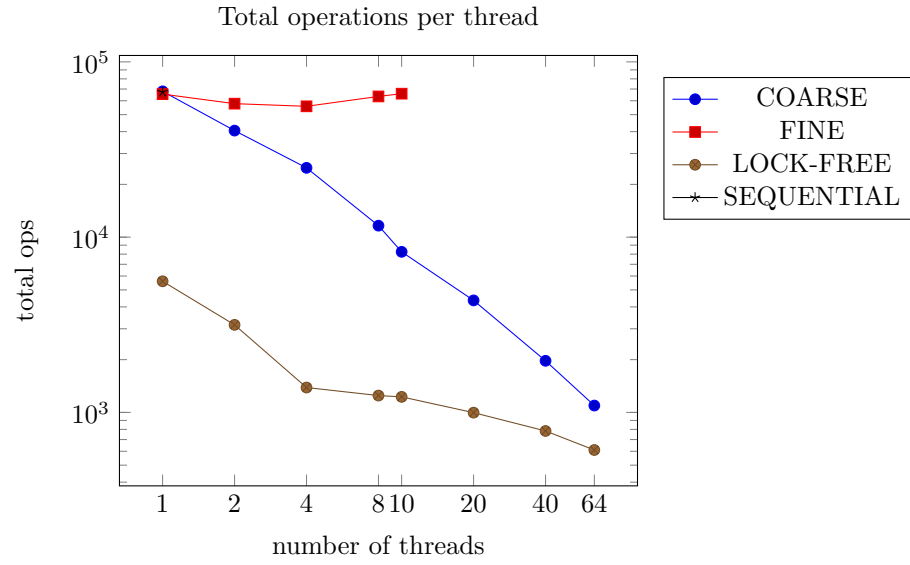 Total operations per thread
10^5
10^4
10^3
total ops
1 2 4 8 10 20 40 64
number of threads
COARSE
FINE
LOCK-FREE
SEQUENTIAL